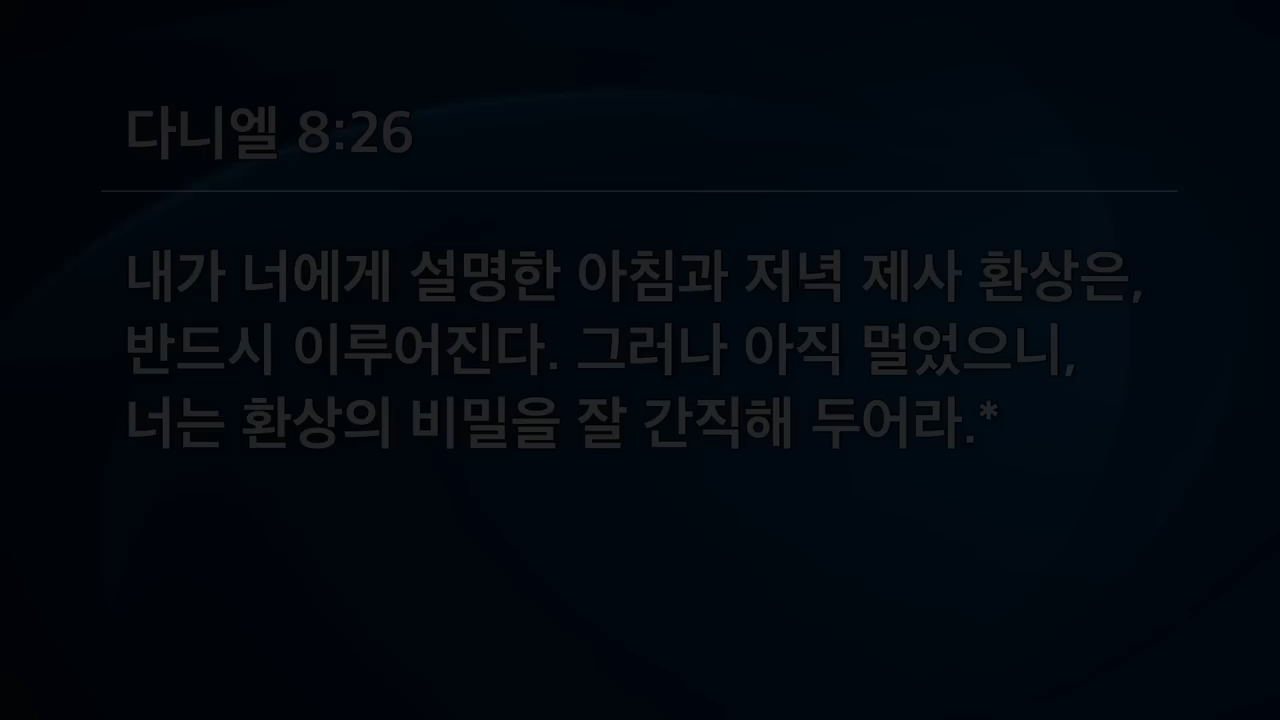 다니엘 8:26
내가 너에게 설명한 아침과 저녁 제사 환상은,
반드시 이루어진다. 그러나 아직 멀었으니,
너는 환상의 비밀을 잘 간직해 두어라.*